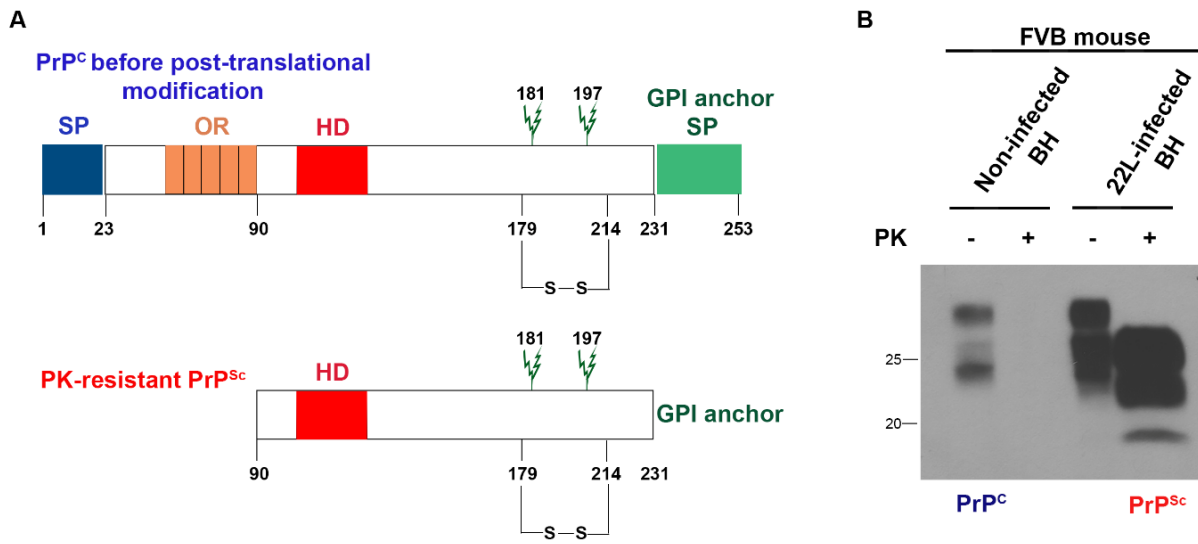 A
PrPC before post-translational
modification
SP
OR
HD
181
197
GPI anchor
SP
1
23
90
179
214
231
253
S
S
PK-resistant PrPSc
HD
181
197
GPI anchor
90
179
214
231
S
S
B
FVB mouse
Non-infected
BH
22L-infected
BH
PK
-
+
-
+
25
20
PrPC
PrPSc